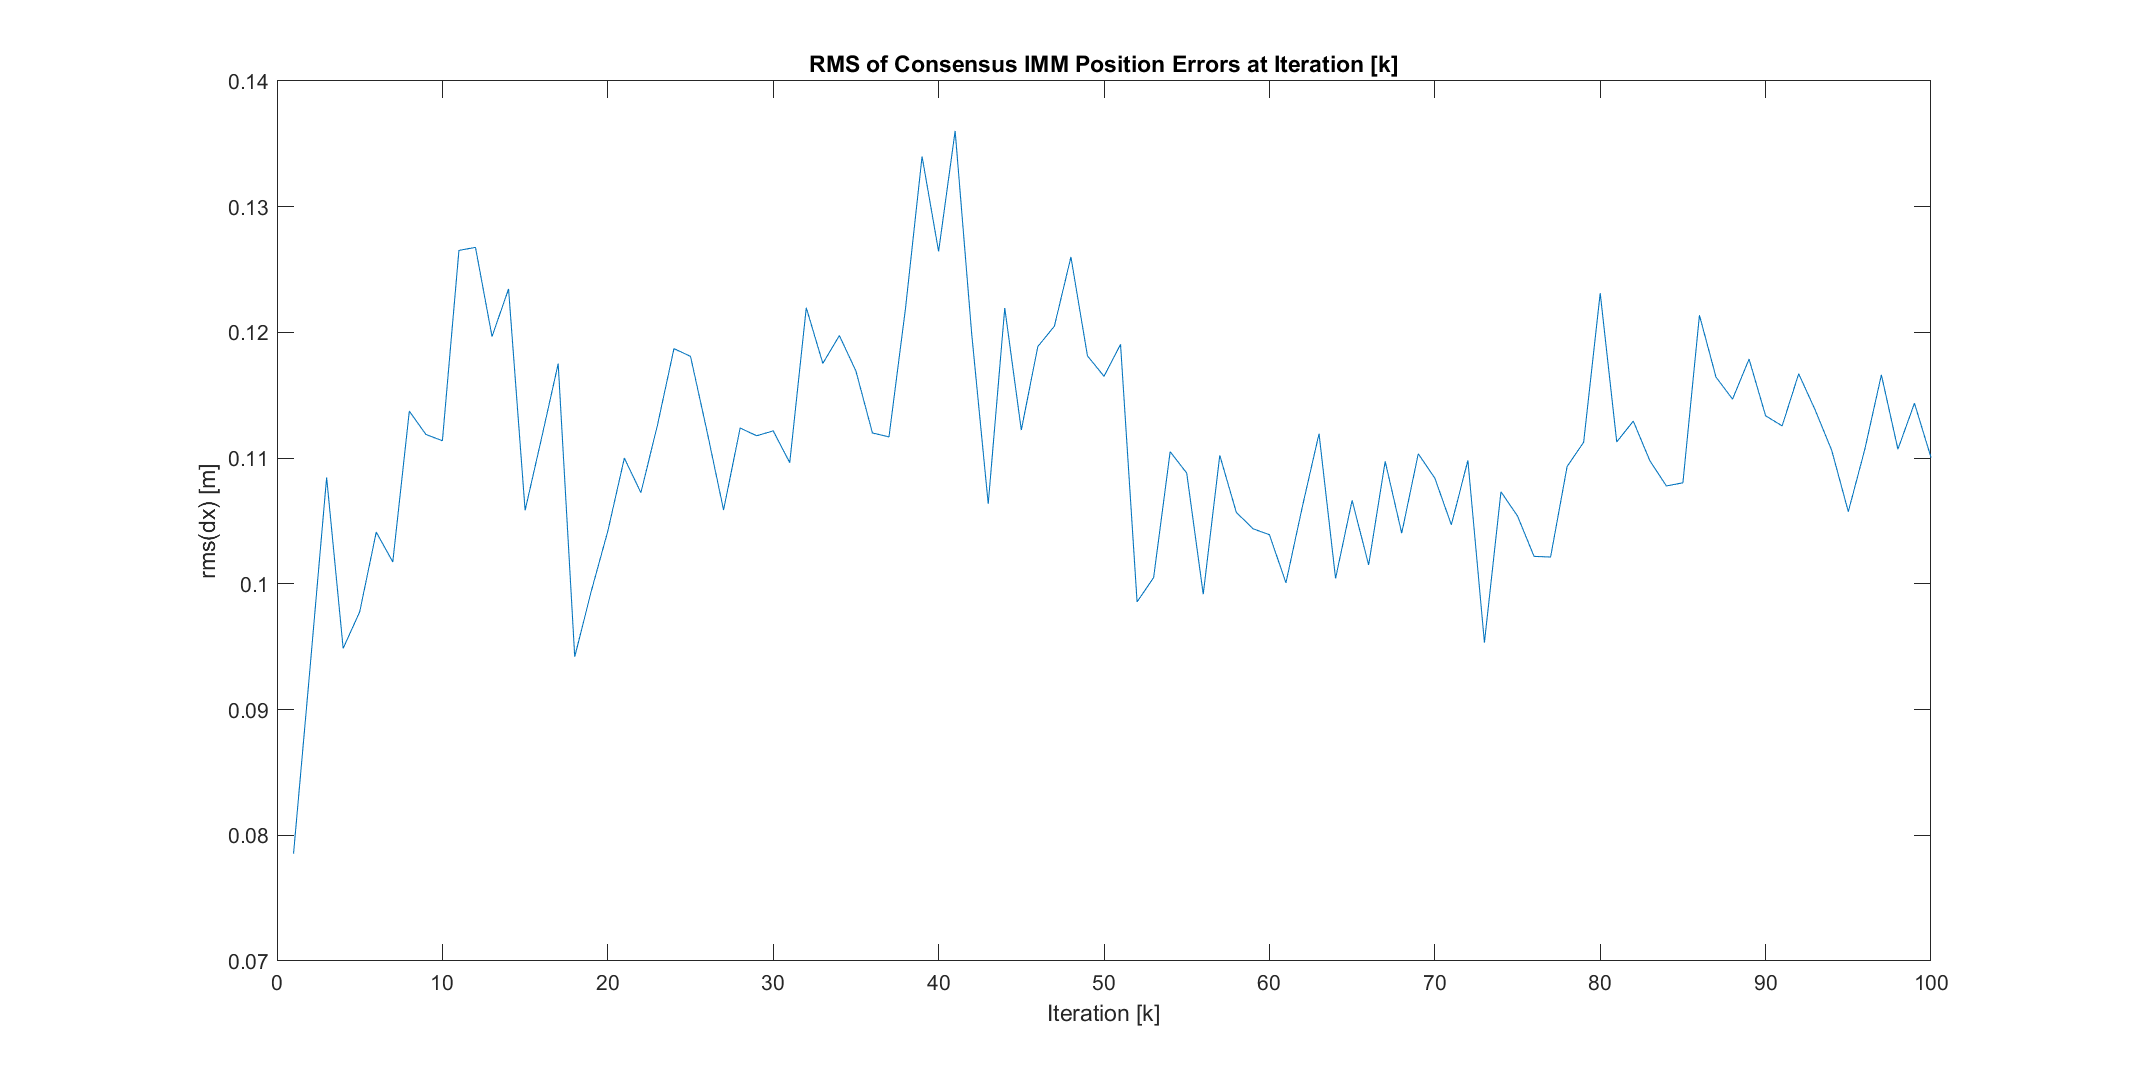 RMS of Consensus IMM Position Errors at Iteration [k]
0.14
0.13
0.12
0.11
0.1
0.09
0.08
0.07
rms(dx) [m]
0 10 20 30 40 50 60 70 80 90 100
Iteration [k]